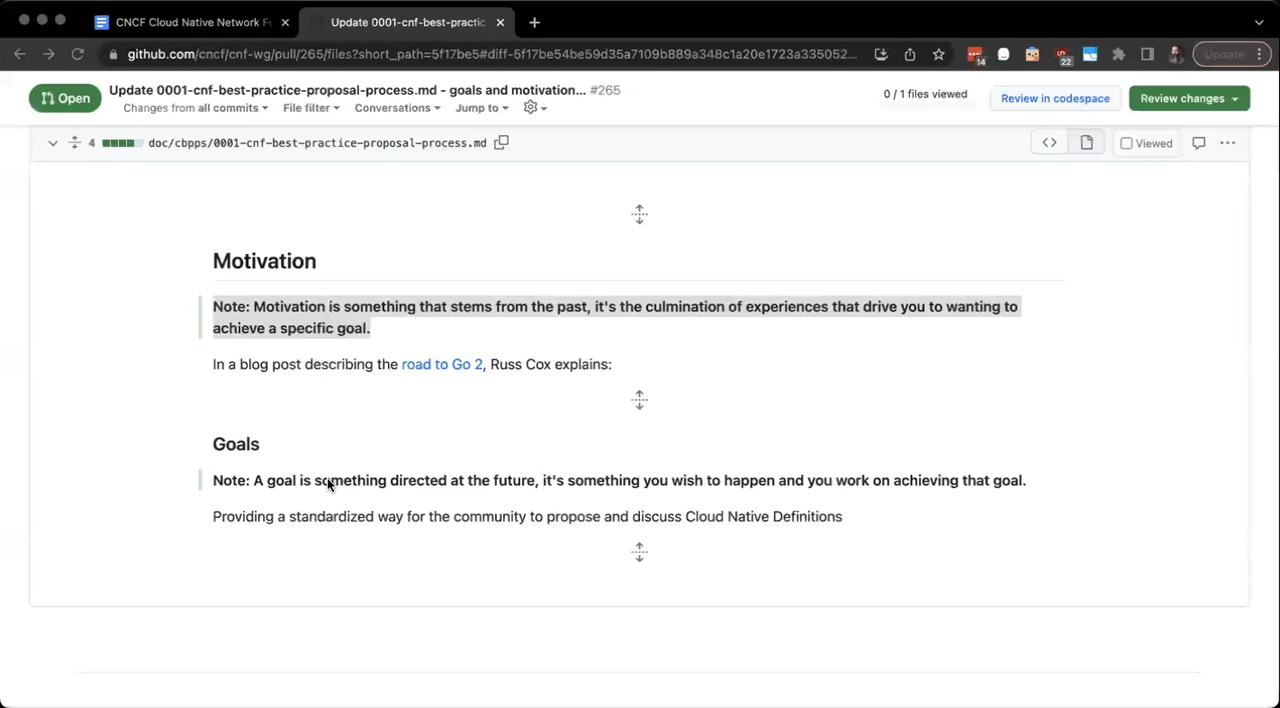 CNCF Cloud Native Network Fu
Update 0001-cnf-best-practic
github.com/cncf/cnf-wg/pull/265/files?short_path=5f17be5#diff-5f17be54be59d35a7109b889a348c1a20e1723a335052...
14
22
Update
Open
Update 0001-cnf-best-practice-proposal-process.md - goals and motivation... #265
Changes from all commits
File filter
Conversations
Jump to
0 / 1 files viewed
Review in codespace
Review changes
4
doc/cbpps/0001-cnf-best-practice-proposal-process.md
Viewed
Motivation
Note: Motivation is something that stems from the past, it's the culmination of experiences that drive you to wanting to
achieve a specific goal.
In a blog post describing the road to Go 2, Russ Cox explains:
Goals
Note: A goal is something directed at the future, it's something you wish to happen and you work on achieving that goal.
Providing a standardized way for the community to propose and discuss Cloud Native Definitions